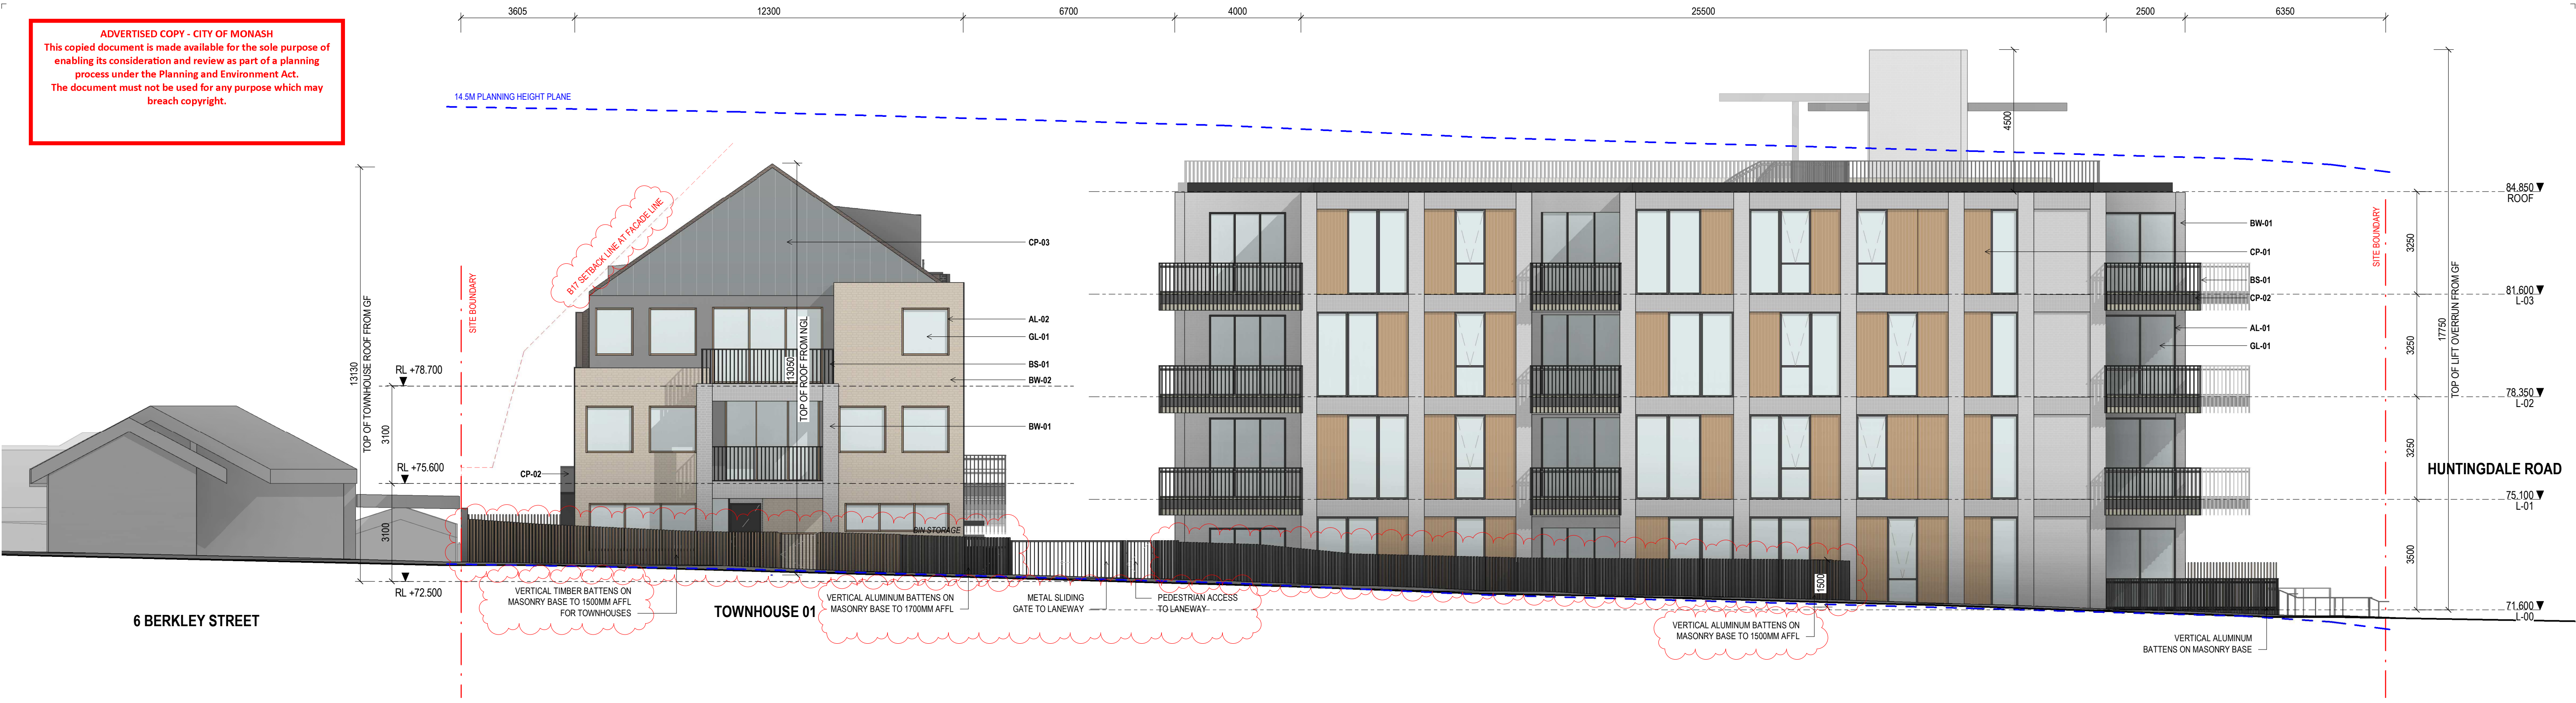 3605
12300
6700
4000
25500
2500
6350
ADVERTISED COPY - CITY OF MONASH
This copied document is made available for the sole purpose of
enabling its consideration and review as part of a planning
process under the Planning and Environment Act.
The document must not be used for any purpose which may
breach copyright.
14.5M PLANNING HEIGHT PLANE
4500
B17 SETBACK LINE AT FACADE LINE
SITE BOUNDARY
13130
TOP OF TOWNHOUSE ROOF FROM GF
13050
TOP OF ROOF FROM NGL
CP-03
AL-02
GL-01
BS-01
BW-02
BW-01
CP-02
RL +78.700
3100
RL +75.600
3100
RL +72.500
BIN STORAGE
84.850
ROOF
BW-01
CP-01
BS-01
CP-02
AL-01
GL-01
SITE BOUNDARY
3250
81.600
L-03
3250
17750
TOP OF LIFT OVERRUN FROM GF
78.350
L-02
3250
HUNTINGDALE ROAD
75.100
L-01
3500
71.600
L-00
1500
6 BERKLEY STREET
VERTICAL TIMBER BATTENS ON
MASONRY BASE TO 1500MM AFFL
FOR TOWNHOUSES
TOWNHOUSE 01
VERTICAL ALUMINUM BATTENS ON
MASONRY BASE TO 1700MM AFFL
METAL SLIDING
GATE TO LANEWAY
PEDESTRIAN ACCESS
TO LANEWAY
VERTICAL ALUMINUM BATTENS ON
MASONRY BASE TO 1500MM AFFL
VERTICAL ALUMINUM
BATTENS ON MASONRY BASE